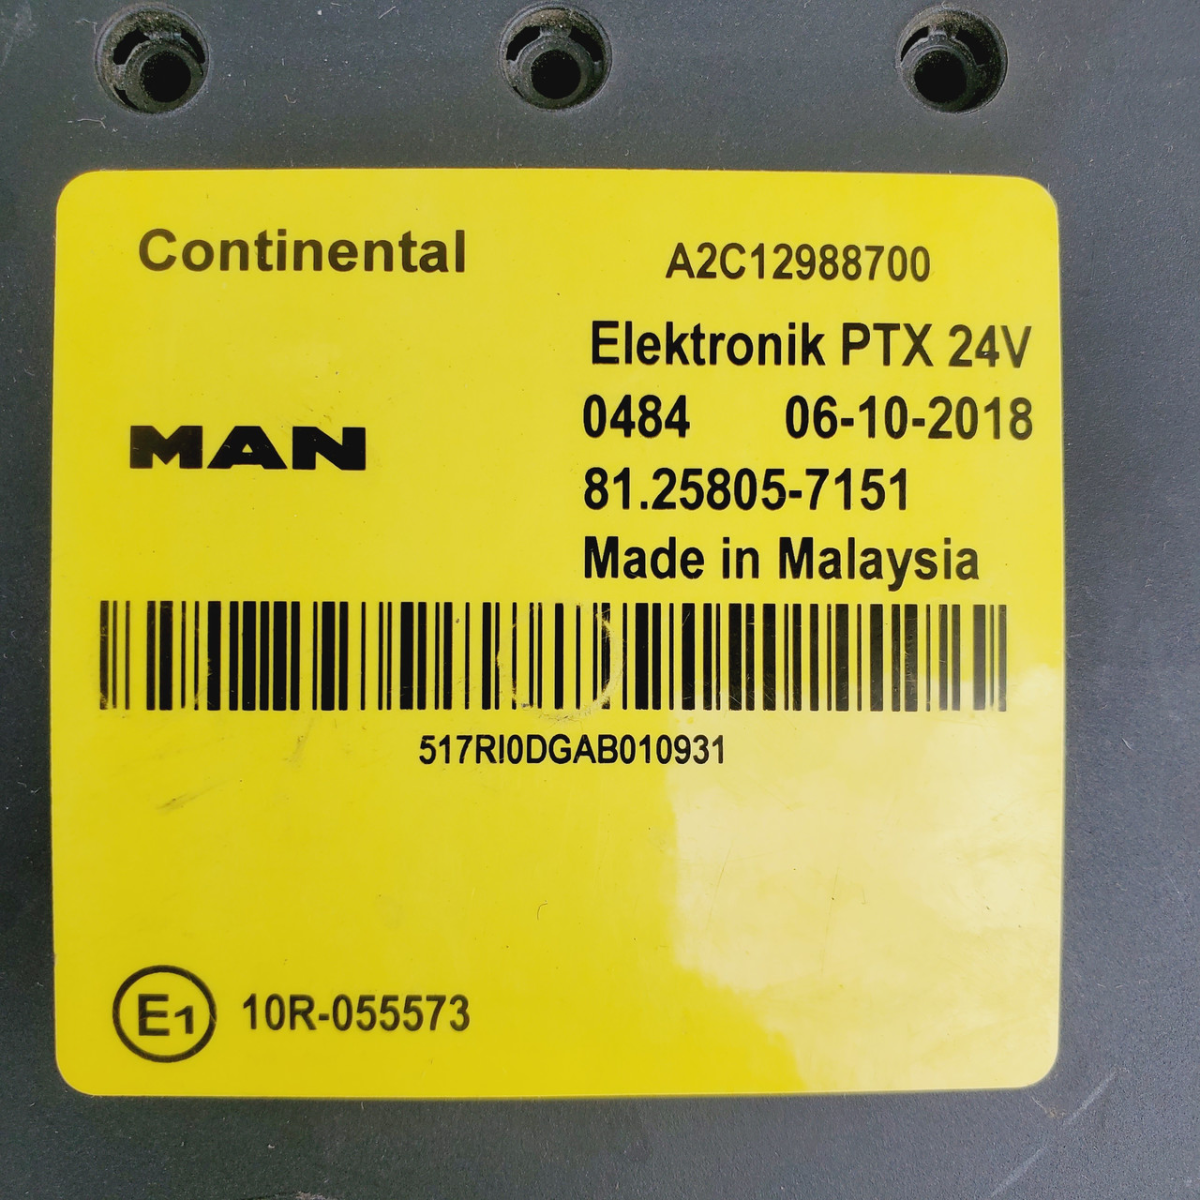 Continental
A2C12988700
Elektronik PTX 24V
0484 06-10-2018
MAN
81.25805-7151
Made in Malaysia
517RI0DGAB010931
E1 10R-055573